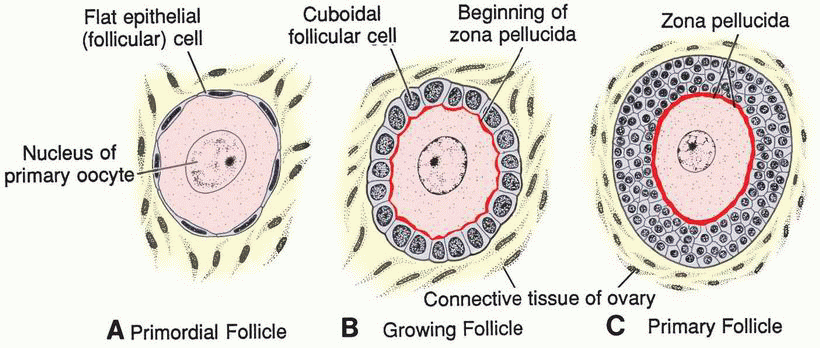 Flat epithelial
(follicular) cell
Cuboidal
follicular cell
Beginning of
zona pellucida
Zona pellucida
Nucleus of
primary oocyte
Connective tissue of ovary
A Primordial Follicle
B Growing Follicle
C Primary Follicle